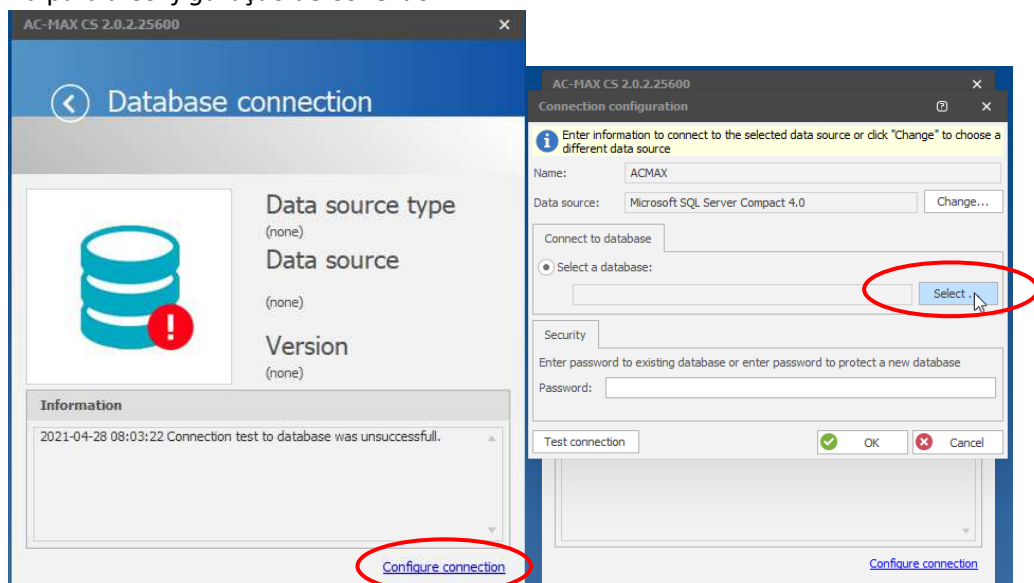 AC-MAX CS 2.0.2.25600
Database connection
Data source type
(none)
Data source
(none)
Version
(none)
Information
2021-04-28 08:03:22 Connection test to database was unsuccessfull.
Configure connection
AC-MAX CS 2.0.2.25600
Connection configuration
Enter information to connect to the selected data source or click "Change" to choose a
different data source
Name: ACMAX
Data source: Microsoft SQL Server Compact 4.0 Change...
Connect to database
Select a database:
Select
Security
Enter password to existing database or enter password to protect a new database
Password:
Test connection OK Cancel
Configure connection